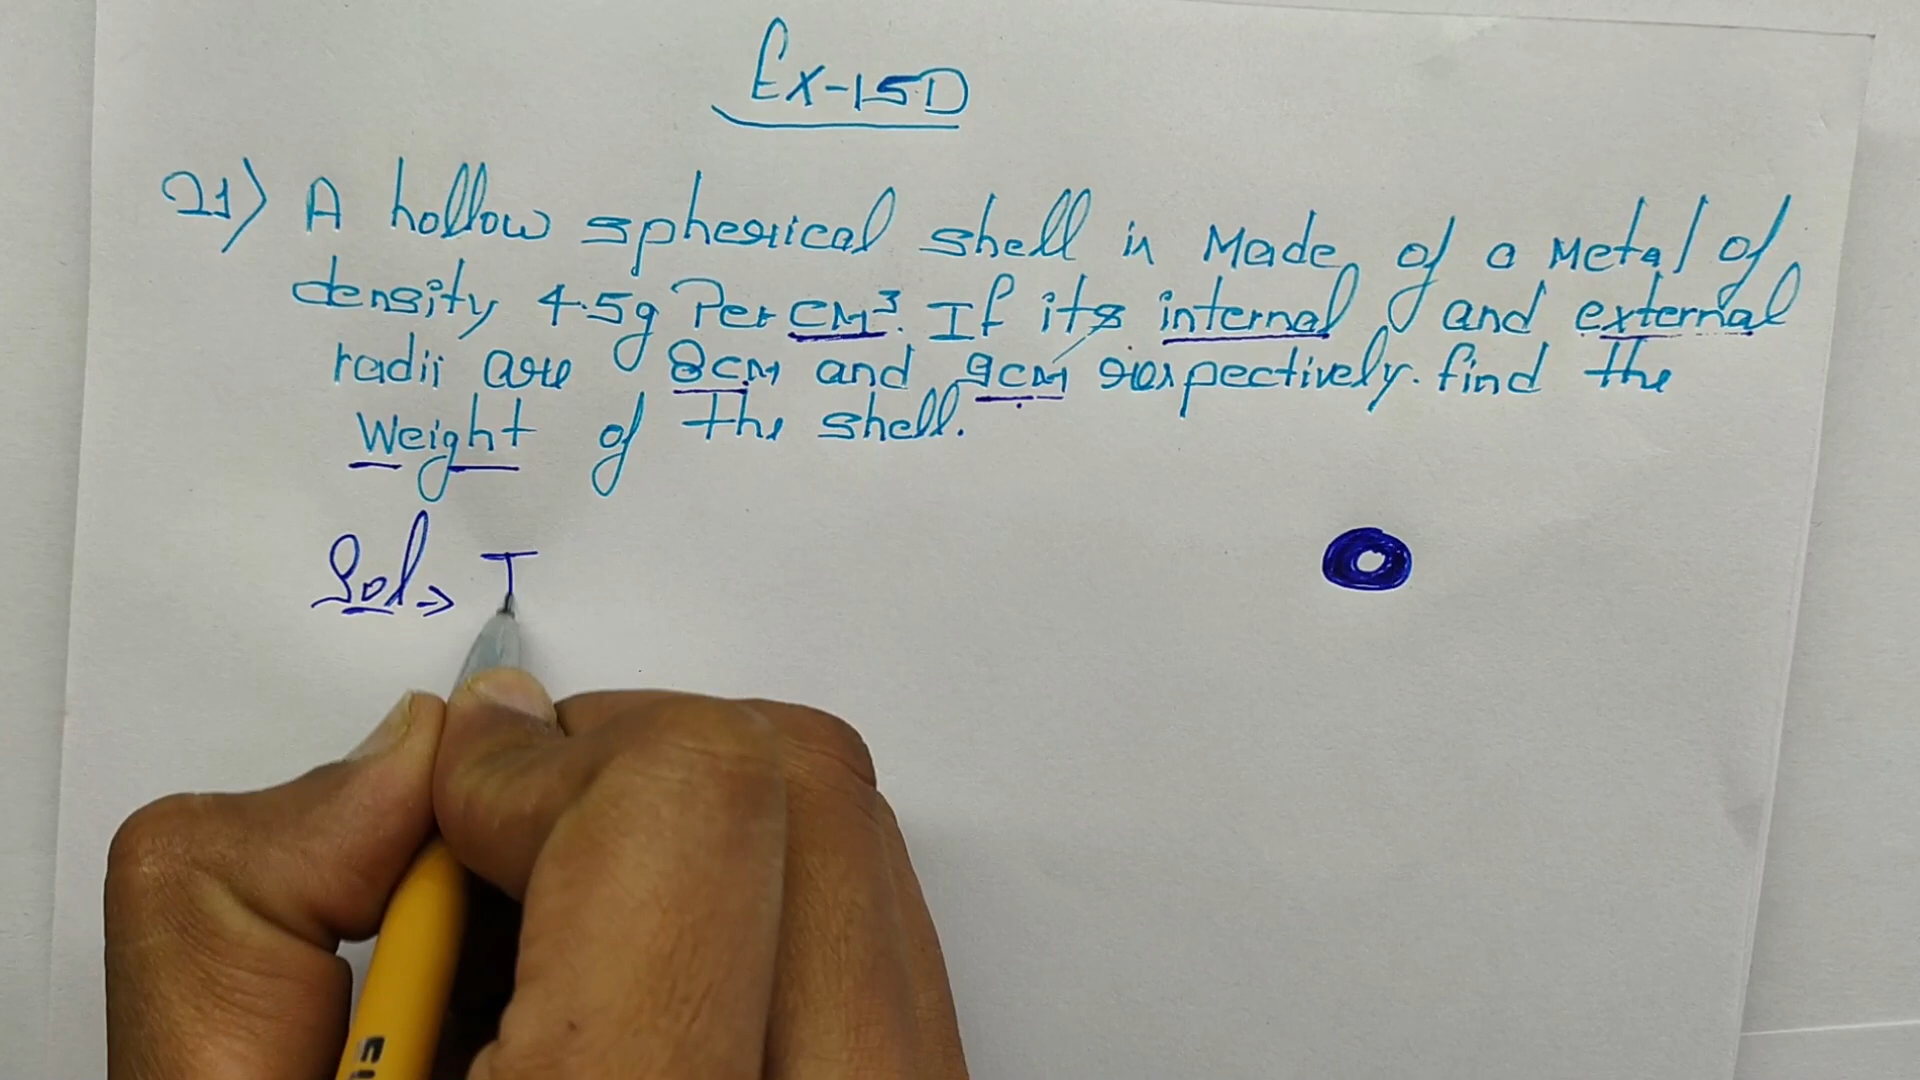 Ex-15D
21) A hollow spherical shell is Made of a Metal of
density 4.5g Per CM³. If its internal and external
radii are 8CM and 9CM respectively. find the
Weight of the shell.
Sol→ I